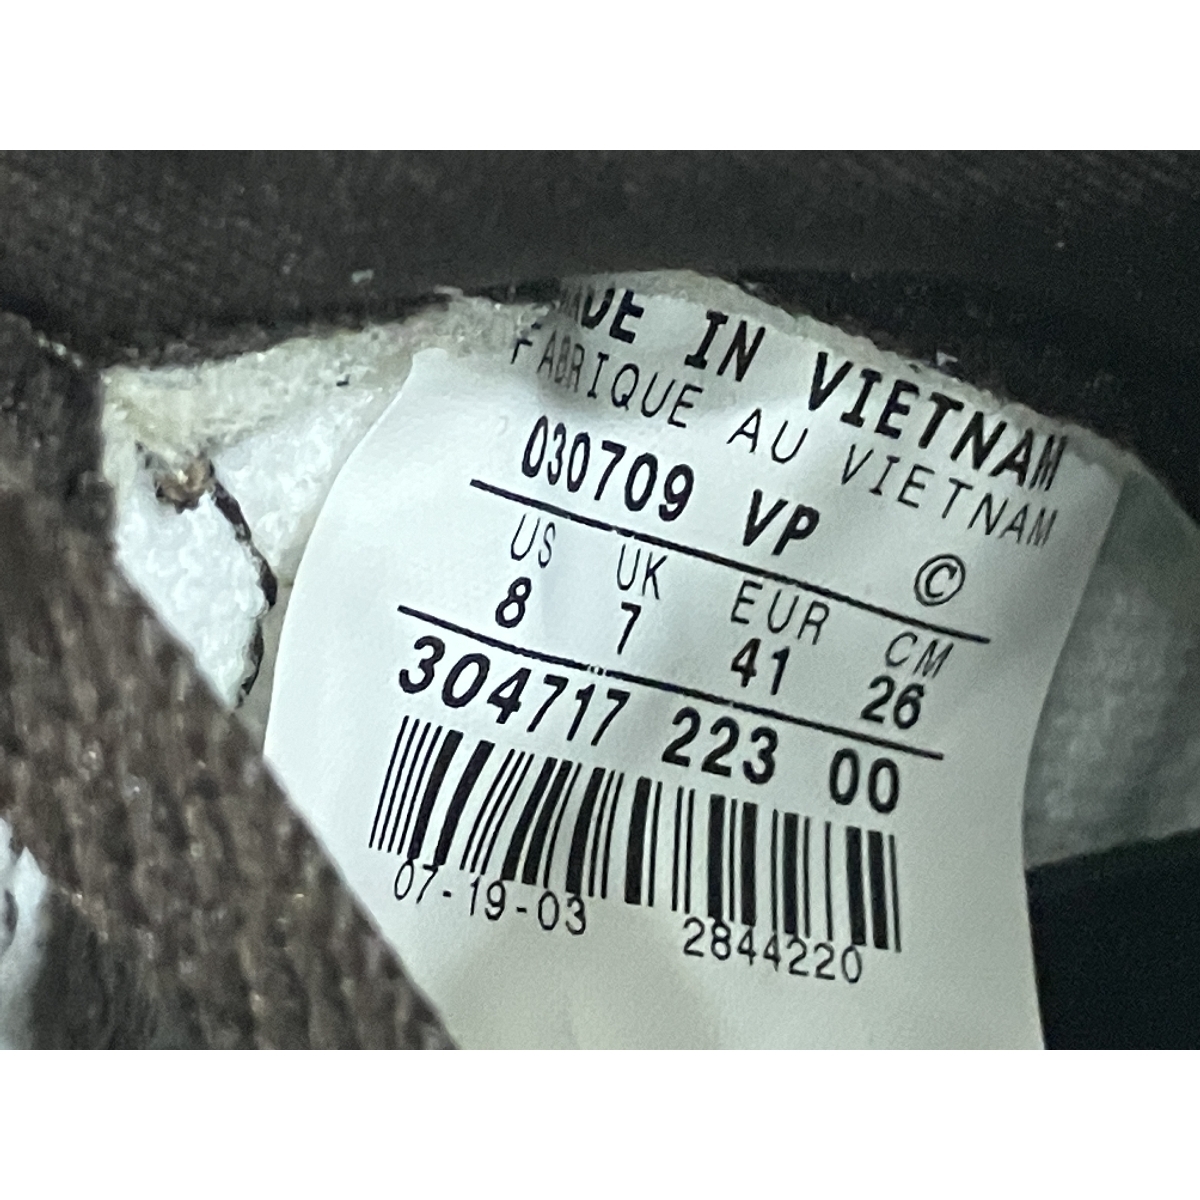 MADE IN VIETNAM
FABRIQUE AU VIETNAM
030709 VP ©
US UK EUR CM
8 7 41 26
304717 223 00
07-19-03 2844220